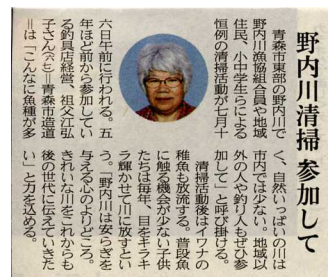 野内川清掃 参加して
青森市東部の野内川で
野内川漁協組合員や地域
住民、小中学生らによる
恒例の清掃活動が七月十
六日午前に行われる。五
年ほど前から参加してい
る釣具店経営、祖父江弘
子さん
＝青森市造道
＝は「こんなに魚種が多
く、自然いっぱいの川は
市内では少ない。地域以
外の人や釣り人もぜひ参
加して」と呼び掛ける。
清掃活動後はイワナの
稚魚も放流する。普段魚
に触る機会が少ない子供
たちは毎年、目をキラキ
ラ輝かせて川に放すとい
う。「野内川は安らぎを
与える心のよりどころ。
きれいな川をこれからも
後の世代に伝えていきた
い」と力を込める。